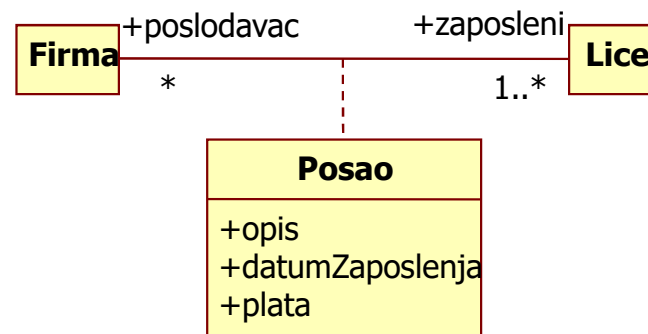 +poslodavac +zaposleni
Firma Lice
* 1..*
Posao
+opis
+datumZaposlenja
+plata